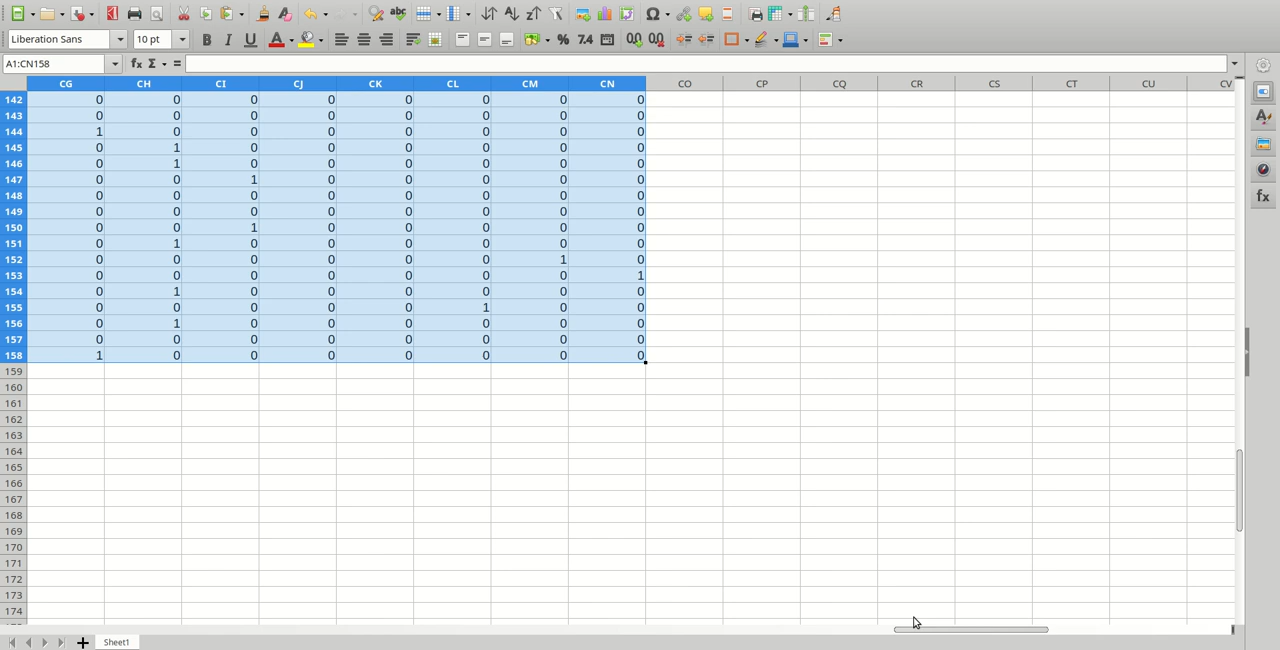 Liberation Sans 10 pt
A1:CN158
CG CH CI CJ CK CL CM CN CO CP CQ CR CS CT CU CV
142 0 0 0 0 0 0 0 0
143 0 0 0 0 0 0 0 0
144 1 0 0 0 0 0 0 0
145 0 1 0 0 0 0 0 0
146 0 1 0 0 0 0 0 0
147 0 0 1 0 0 0 0 0
148 0 0 0 0 0 0 0 0
149 0 0 0 0 0 0 0 0
150 0 0 1 0 0 0 0 0
151 0 1 0 0 0 0 0 0
152 0 0 0 0 0 0 1 0
153 0 0 0 0 0 0 0 1
154 0 1 0 0 0 0 0 0
155 0 0 0 0 0 1 0 0
156 0 1 0 0 0 0 0 0
157 0 0 0 0 0 0 0 0
158 1 0 0 0 0 0 0 0
159
160
161
162
163
164
165
166
167
168
169
170
171
172
173
174
Sheet1